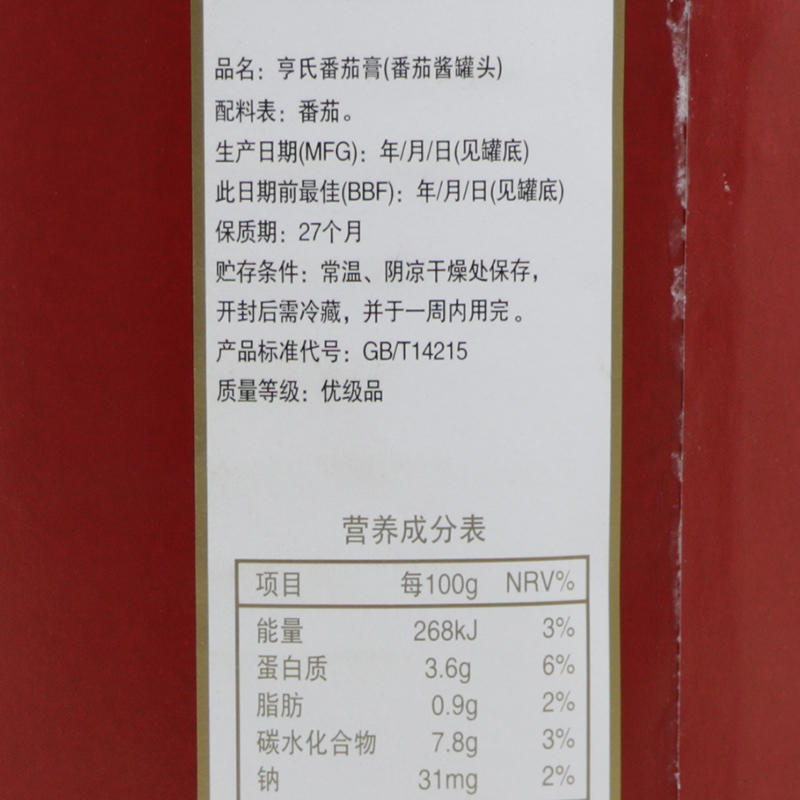 品名：亨氏番茄膏(番茄酱罐头)
配料表：番茄。
生产日期(MFG)：年/月/日(见罐底)
此日期前最佳(BBF)：年/月/日(见罐底)
保质期：27个月
贮存条件：常温、阴凉干燥处保存，
开封后需冷藏，并于一周内用完。
产品标准代号：GB/T14215
质量等级：优级品
营养成分表
项目 每100g NRV%
能量 268kJ 3%
蛋白质 3.6g 6%
脂肪 0.9g 2%
碳水化合物 7.8g 3%
钠 31mg 2%